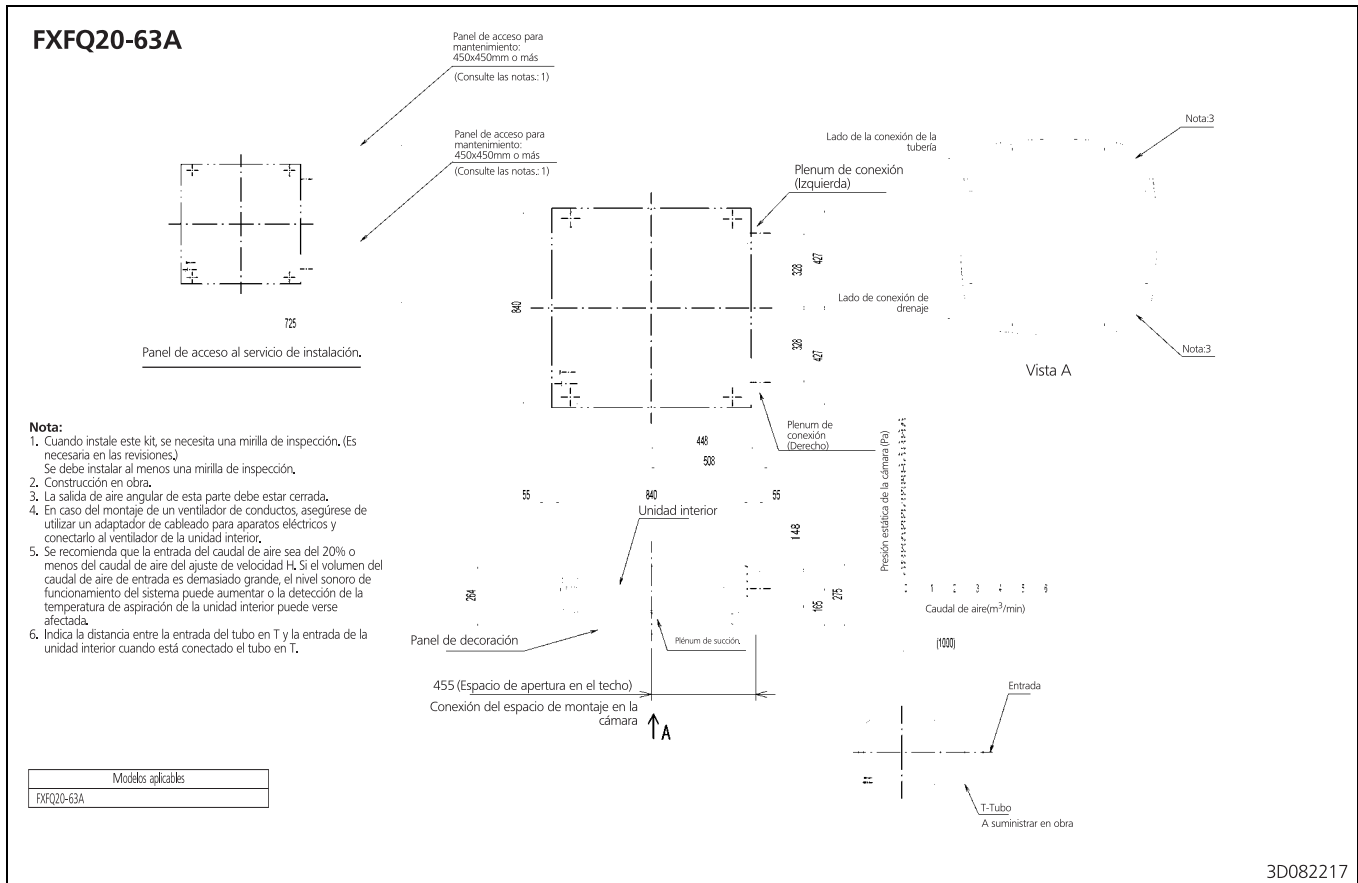 FXFQ20-63A
Panel de acceso para
mantenimiento:
450x450mm o más
(Consulte las notas.: 1)
Panel de acceso para
mantenimiento:
450x450mm o más
(Consulte las notas.: 1)
725
Panel de acceso al servicio de instalación.
Plenum de conexión
(Izquierda)
328
427
840
328
427
Plenum de
conexión
(Derecho)
448
508
55
840
55
Unidad interior
148
264
165
275
Panel de decoración
Plénum de succión.
455 (Espacio de apertura en el techo)
Conexión del espacio de montaje en la
cámara
A
Lado de la conexión de la
tubería
Nota:3
Lado de conexión de
drenaje
Nota:3
Vista A
Presión estática de la cámara (Pa)
1 2 3 4 5 6
Caudal de aire(m³/min)
(1000)
Entrada
T-Tubo
A suministrar en obra
Nota:
1. Cuando instale este kit, se necesita una mirilla de inspección. (Es
necesaria en las revisiones.)
Se debe instalar al menos una mirilla de inspección.
2. Construcción en obra.
3. La salida de aire angular de esta parte debe estar cerrada.
4. En caso del montaje de un ventilador de conductos, asegúrese de
utilizar un adaptador de cableado para aparatos eléctricos y
conectarlo al ventilador de la unidad interior.
5. Se recomienda que la entrada del caudal de aire sea del 20% o
menos del caudal de aire del ajuste de velocidad H. Si el volumen del
caudal de aire de entrada es demasiado grande, el nivel sonoro de
funcionamiento del sistema puede aumentar o la detección de la
temperatura de aspiración de la unidad interior puede verse
afectada.
6. Indica la distancia entre la entrada del tubo en T y la entrada de la
unidad interior cuando está conectado el tubo en T.
Modelos aplicables
FXFQ20-63A
3D082217